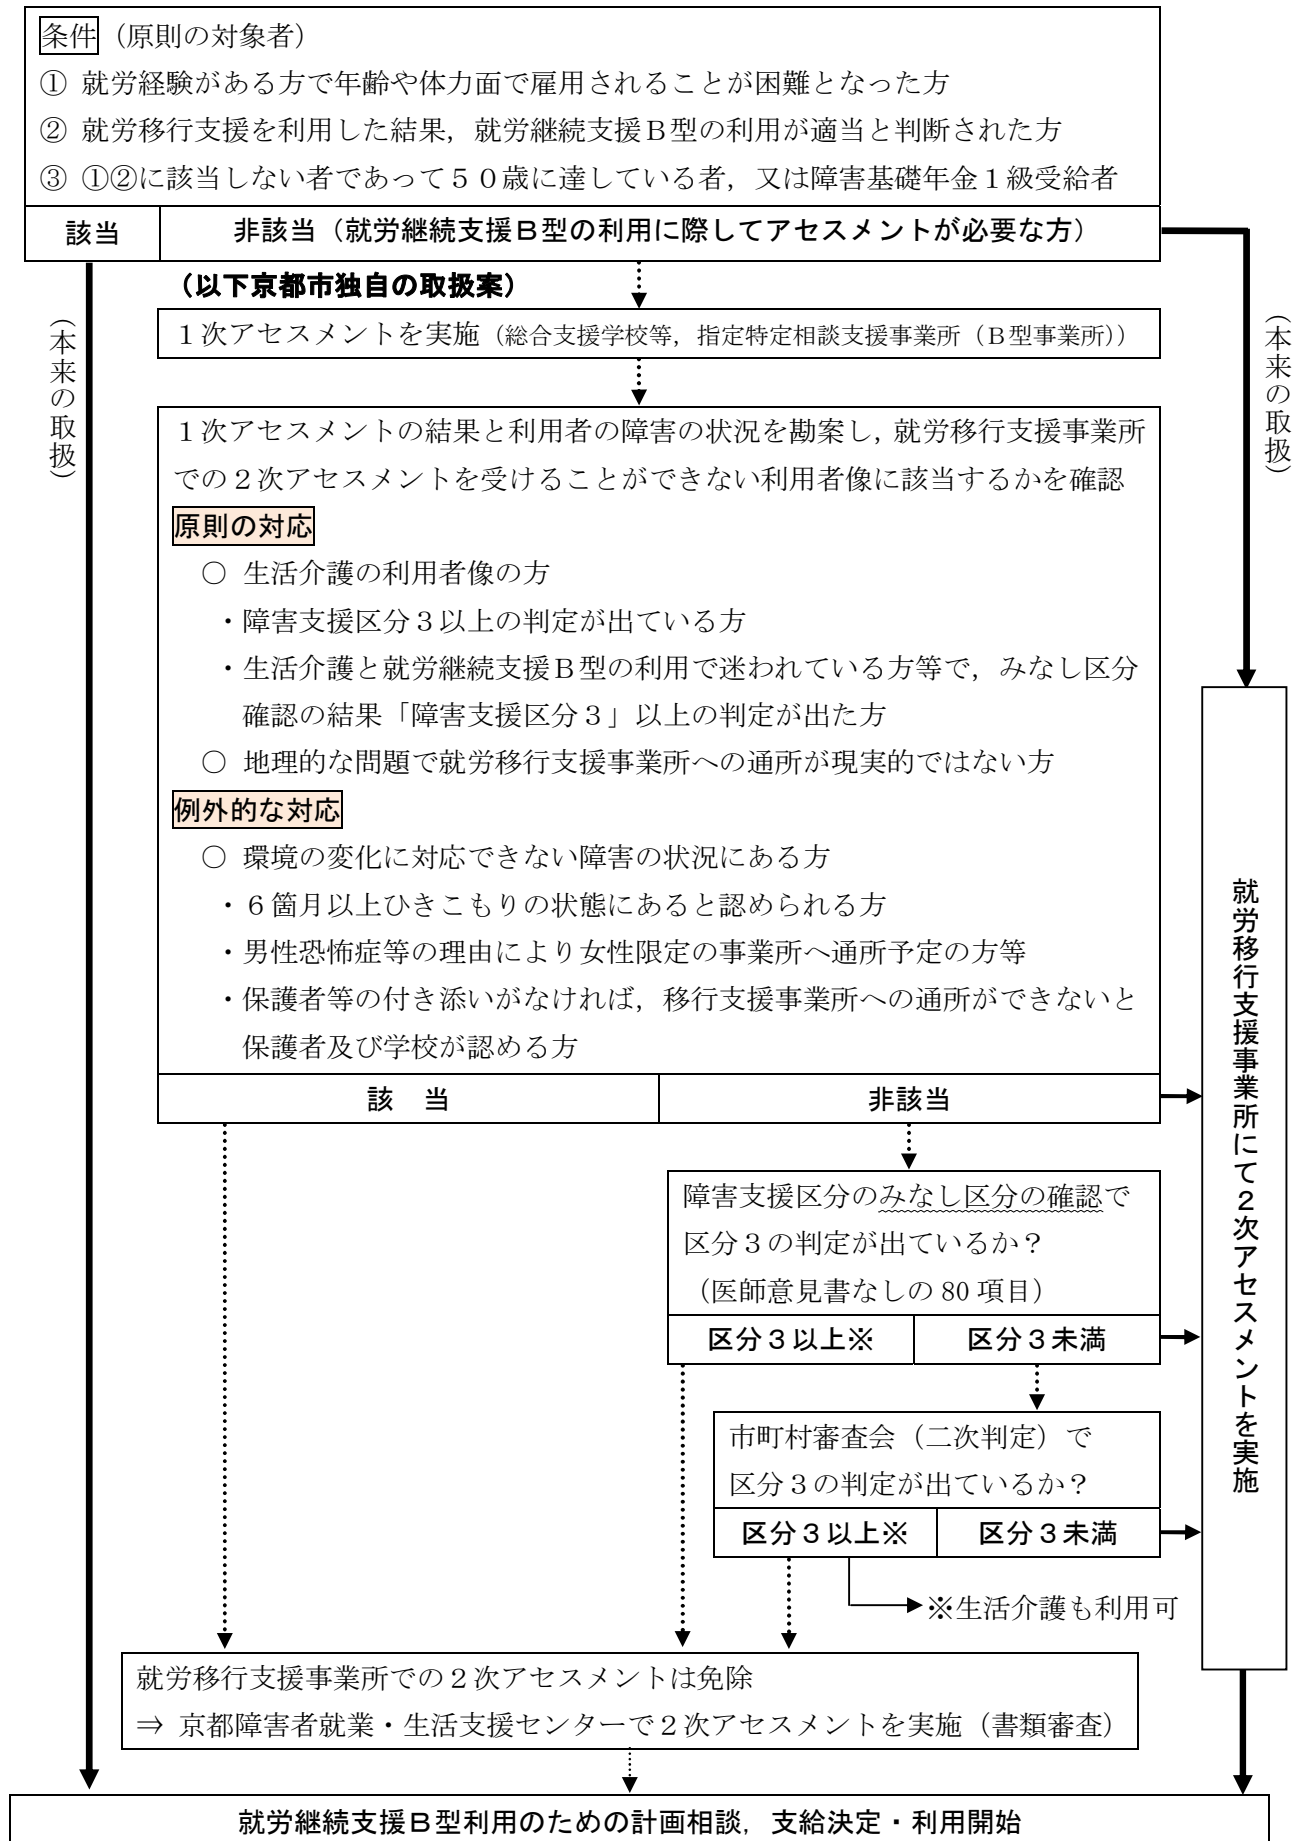 条件（原則の対象者）
① 就労経験がある方で年齢や体力面で雇用されることが困難となった方
② 就労移行支援を利用した結果，就労継続支援Ｂ型の利用が適当と判断された方
③ ①②に該当しない者であって５０歳に達している者，又は障害基礎年金１級受給者
該当
非該当（就労継続支援Ｂ型の利用に際してアセスメントが必要な方）
（以下京都市独自の取扱案）
（本来の取扱）
（本来の取扱）
１次アセスメントを実施（総合支援学校等，指定特定相談支援事業所（Ｂ型事業所））
１次アセスメントの結果と利用者の障害の状況を勘案し，就労移行支援事業所
での２次アセスメントを受けることができない利用者像に該当するかを確認
原則の対応
○ 生活介護の利用者像の方
・障害支援区分３以上の判定が出ている方
・生活介護と就労継続支援Ｂ型の利用で迷われている方等で，みなし区分
確認の結果「障害支援区分３」以上の判定が出た方
○ 地理的な問題で就労移行支援事業所への通所が現実的ではない方
例外的な対応
○ 環境の変化に対応できない障害の状況にある方
・６箇月以上ひきこもりの状態にあると認められる方
・男性恐怖症等の理由により女性限定の事業所へ通所予定の方等
・保護者等の付き添いがなければ，移行支援事業所への通所ができないと
保護者及び学校が認める方
該　当
非該当
就労移行支援事業所にて２次アセスメントを実施
障害支援区分のみなし区分の確認で
区分３の判定が出ているか？
（医師意見書なしの 80 項目）
区分３以上※
区分３未満
市町村審査会（二次判定）で
区分３の判定が出ているか？
区分３以上※
区分３未満
※生活介護も利用可
就労移行支援事業所での２次アセスメントは免除
⇒ 京都障害者就業・生活支援センターで２次アセスメントを実施（書類審査）
就労継続支援Ｂ型利用のための計画相談，支給決定・利用開始